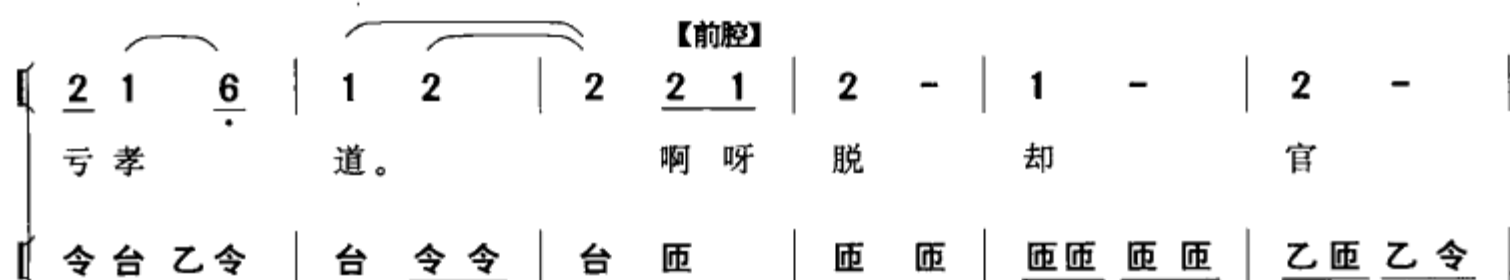 【前腔】
2 1 6 | 1 2 | 2 2 1 | 2 - | 1 - | 2 - |
亏 孝 道。 啊 呀 脱 却 官
令 台 乙 令 | 台 令 令 | 台 匝 | 匝 匝 | 匝 匝 匝 匝 | 乙 匝 乙 令